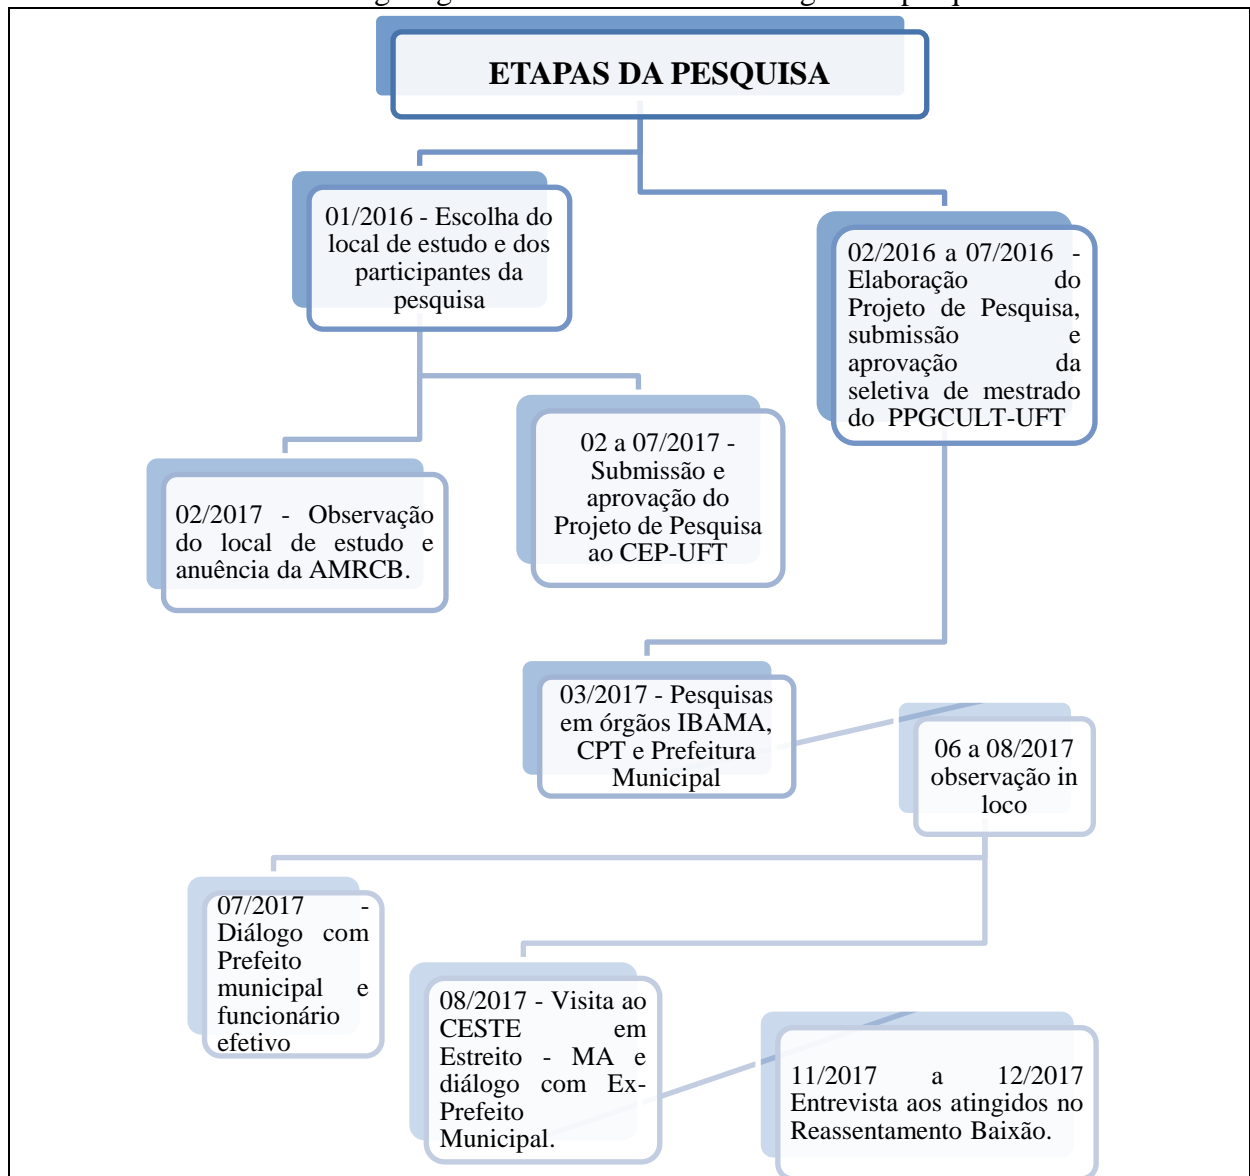 ETAPAS DA PESQUISA
01/2016 - Escolha do
local de estudo e dos
participantes da
pesquisa
02/2016 a 07/2016 -
Elaboração do
Projeto de Pesquisa,
submissão e
aprovação da
seletiva de mestrado
do PPGCULT-UFT
02 a 07/2017 -
Submissão e
aprovação do
Projeto de Pesquisa
ao CEP-UFT
02/2017 - Observação
do local de estudo e
anuência da AMRCB.
03/2017 - Pesquisas
em órgãos IBAMA,
CPT e Prefeitura
Municipal
06 a 08/2017
observação in
loco
07/2017 -
Diálogo com
Prefeito
municipal e
funcionário
efetivo
08/2017 - Visita ao
CESTE em
Estreito - MA e
diálogo com Ex-
Prefeito
Municipal.
11/2017 a 12/2017
Entrevista aos atingidos no
Reassentamento Baixão.